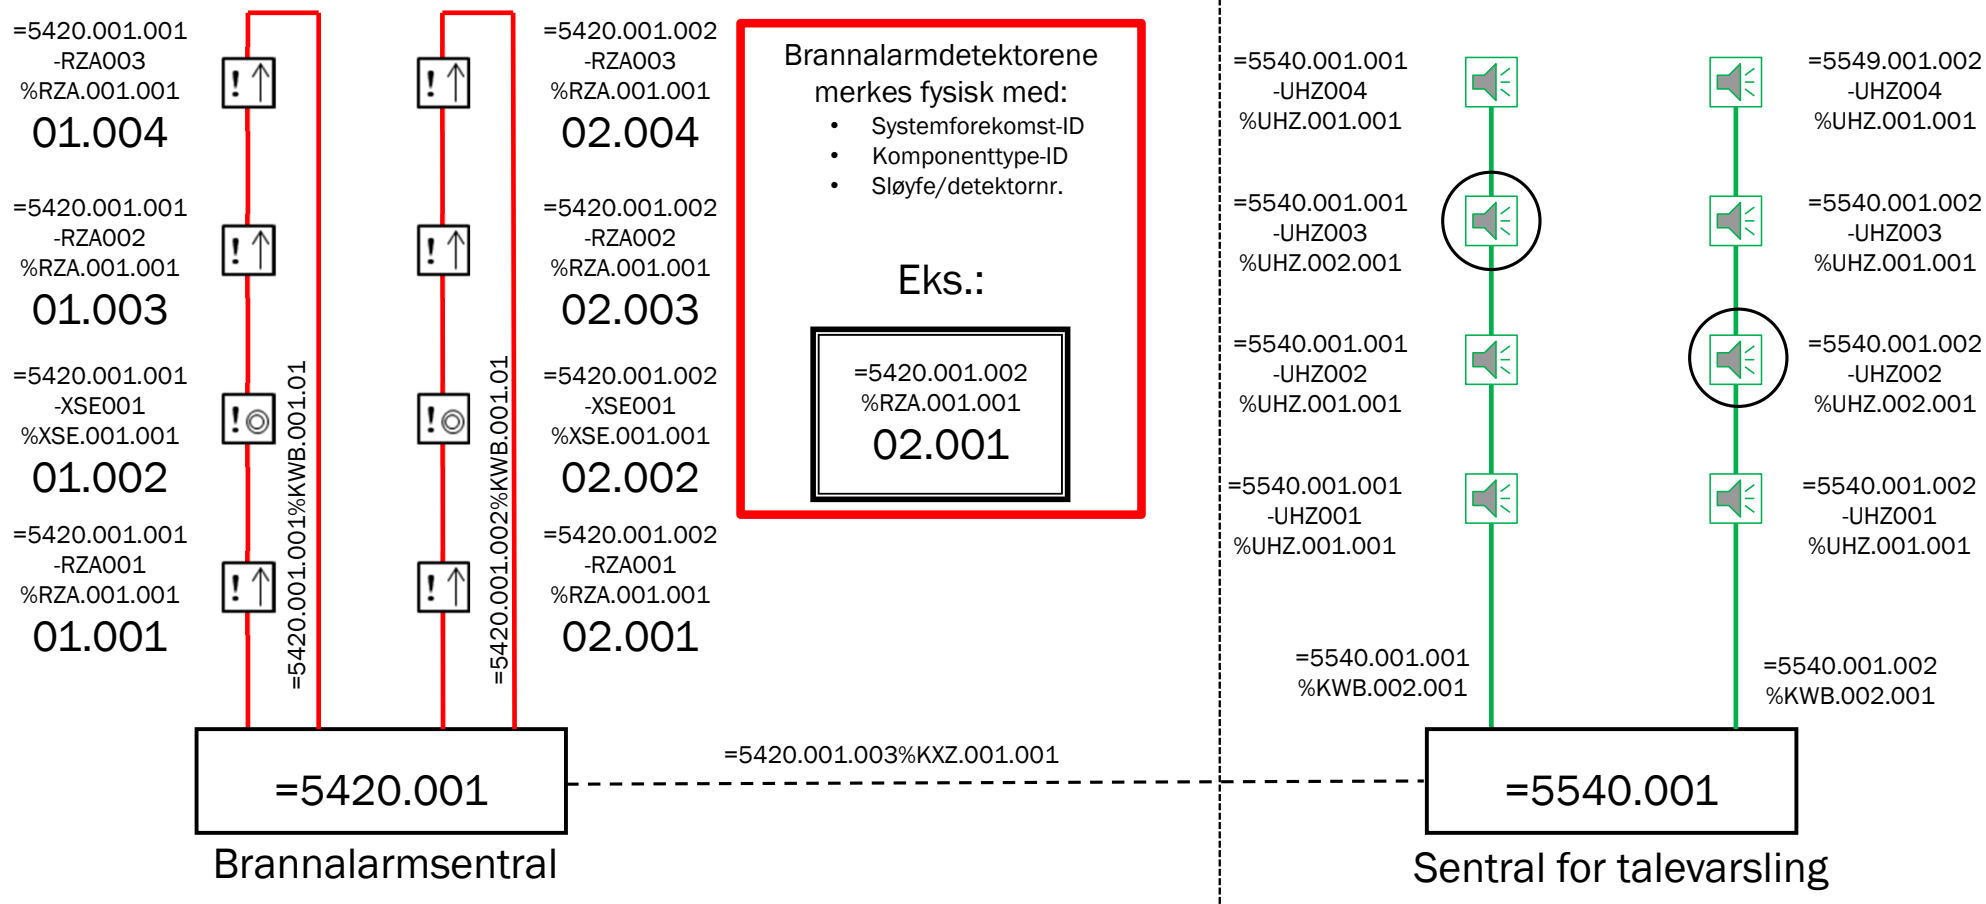 =5420.001.001
-RZA003
%RZA.001.001
01.004
=5420.001.001
-RZA002
%RZA.001.001
01.003
=5420.001.001
-XSE001
%XSE.001.001
01.002
=5420.001.001
-RZA001
%RZA.001.001
01.001
=5420.001.001%KWB.001.01
=5420.001.002%KWB.001.01
=5420.001.002
-RZA003
%RZA.001.001
02.004
=5420.001.002
-RZA002
%RZA.001.001
02.003
=5420.001.002
-XSE001
%XSE.001.001
02.002
=5420.001.002
-RZA001
%RZA.001.001
02.001
Brannalarmdetektorene
merkes fysisk med:
• Systemforekomst-ID
• Komponenttype-ID
• Sløyfe/detektornr.
Eks.:
=5420.001.002
%RZA.001.001
02.001
=5420.001
Brannalarmsentral
=5420.001.003%KXZ.001.001
=5540.001.001
-UHZ004
%UHZ.001.001
=5540.001.001
-UHZ003
%UHZ.002.001
=5540.001.001
-UHZ002
%UHZ.001.001
=5540.001.001
-UHZ001
%UHZ.001.001
=5540.001.001
%KWB.002.001
=5549.001.002
-UHZ004
%UHZ.001.001
=5540.001.002
-UHZ003
%UHZ.001.001
=5540.001.002
-UHZ002
%UHZ.002.001
=5540.001.002
-UHZ001
%UHZ.001.001
=5540.001.002
%KWB.002.001
=5540.001
Sentral for talevarsling